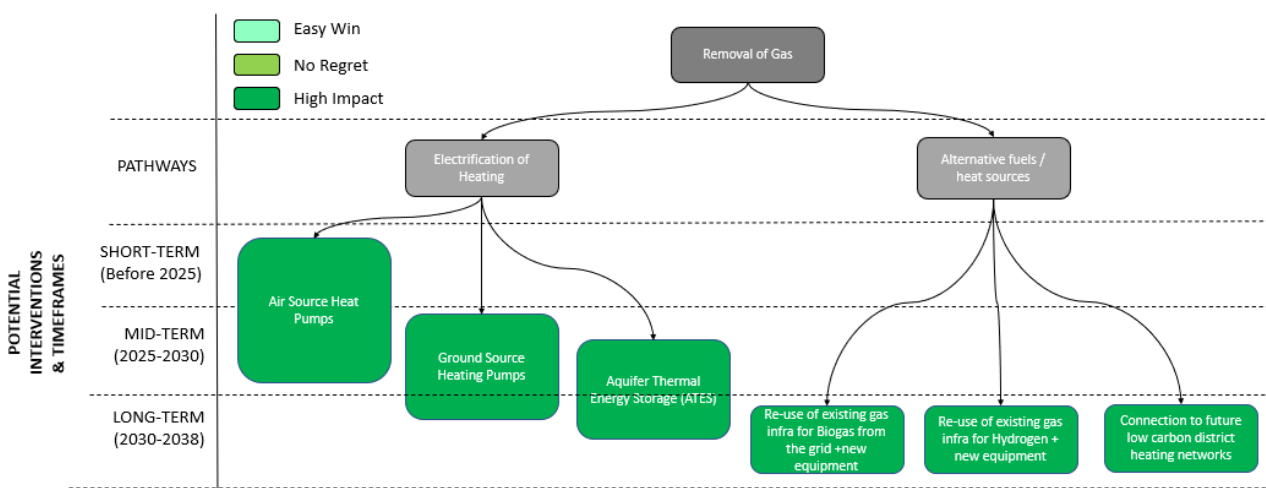 Easy Win
No Regret
High Impact
Removal of Gas
PATHWAYS
Electrification of
Heating
Alternative fuels /
heat sources
POTENTIAL
INTERVENTIONS
& TIMEFRAMES
SHORT-TERM
(Before 2025)
Air Source Heat
Pumps
MID-TERM
(2025-2030)
Ground Source
Heating Pumps
Aquifer Thermal
Energy Storage (ATES)
LONG-TERM
(2030-2038)
Re-use of existing gas
infra for Biogas from
the grid +new
equipment
Re-use of existing gas
infra for Hydrogen +
new equipment
Connection to future
low carbon district
heating networks